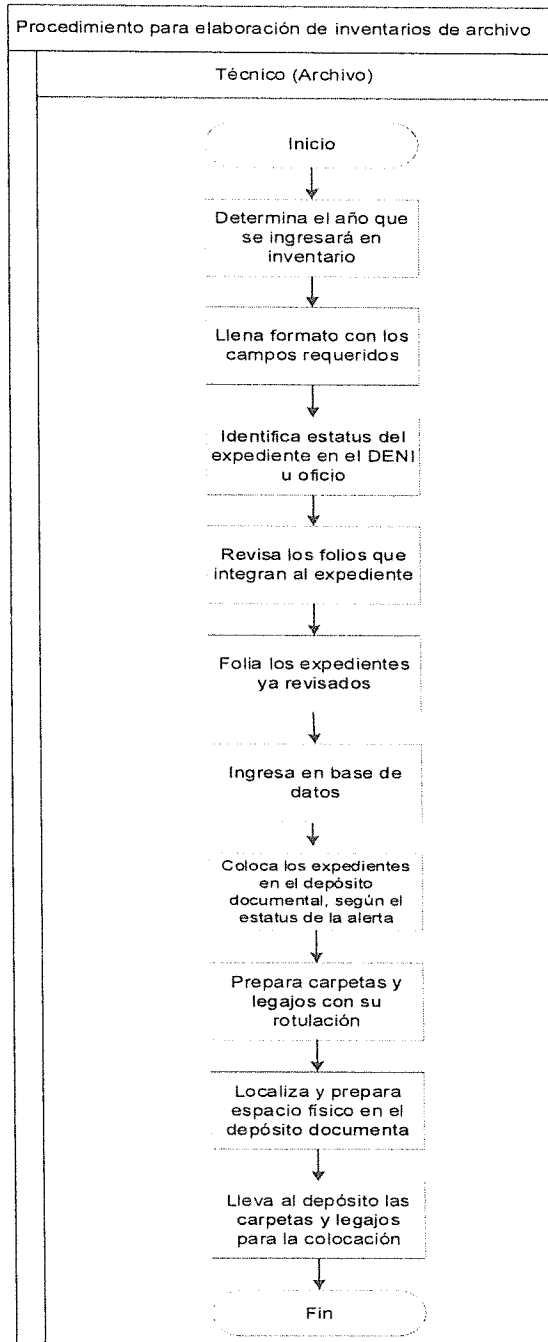 Procedimiento para elaboración de inventarios de archivo
Técnico (Archivo)
Inicio
Determina el año que
se ingresará en
inventario
Llena formato con los
campos requeridos
Identifica estatus del
expediente en el DENI
u oficio
Revisa los folios que
integran al expediente
Folia los expedientes
ya revisados
Ingresa en base de
datos
Coloca los expedientes
en el depósito
documental, según el
estatus de la alerta
Prepara carpetas y
legajos con su
rotulación
Localiza y prepara
espacio físico en el
depósito documenta
Lleva al depósito las
carpetas y legajos
para la colocación
Fin